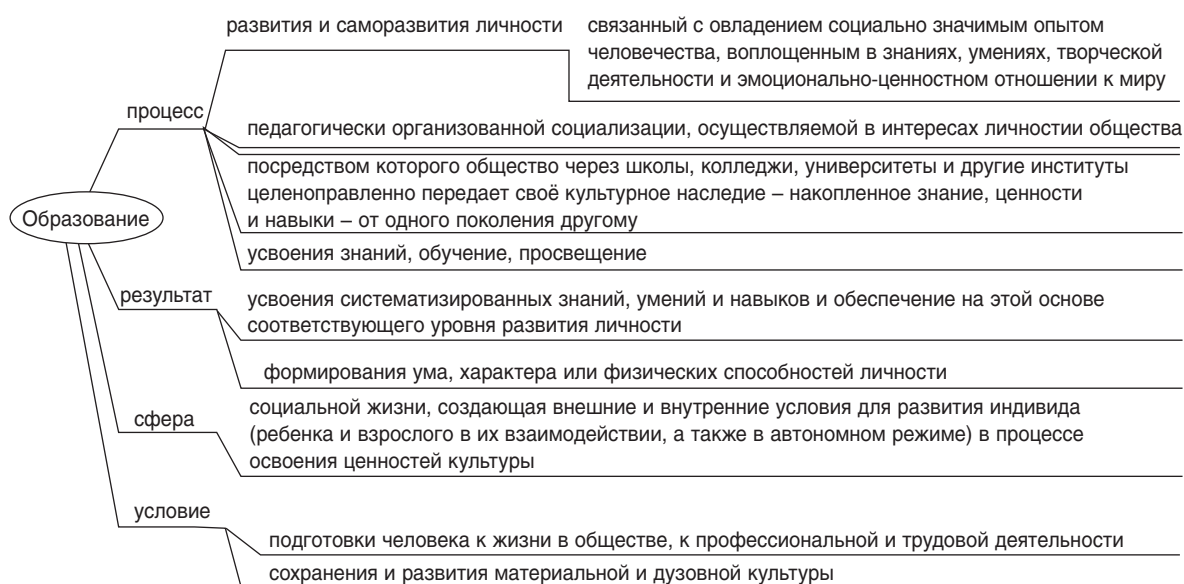 развития и саморазвития личности
связанный с овладением социально значимым опытом
человечества, воплощенным в знаниях, умениях, творческой
деятельности и эмоционально-ценностном отношении к миру
процесс
педагогически организованной социализации, осуществляемой в интересах личностии общества
посредством которого общество через школы, колледжи, университеты и другие институты
целеноправленно передает своё культурное наследие – накопленное знание, ценности
и навыки – от одного поколения другому
Образование
усвоения знаний, обучение, просвещение
результат
усвоения систематизированных знаний, умений и навыков и обеспечение на этой основе
соответствующего уровня развития личности
формирования ума, характера или физических способностей личности
сфера
социальной жизни, создающая внешние и внутренние условия для развития индивида
(ребенка и взрослого в их взаимодействии, а также в автономном режиме) в процессе
освоения ценностей культуры
условие
подготовки человека к жизни в обществе, к профессиональной и трудовой деятельности
сохранения и развития материальной и дузовной культуры